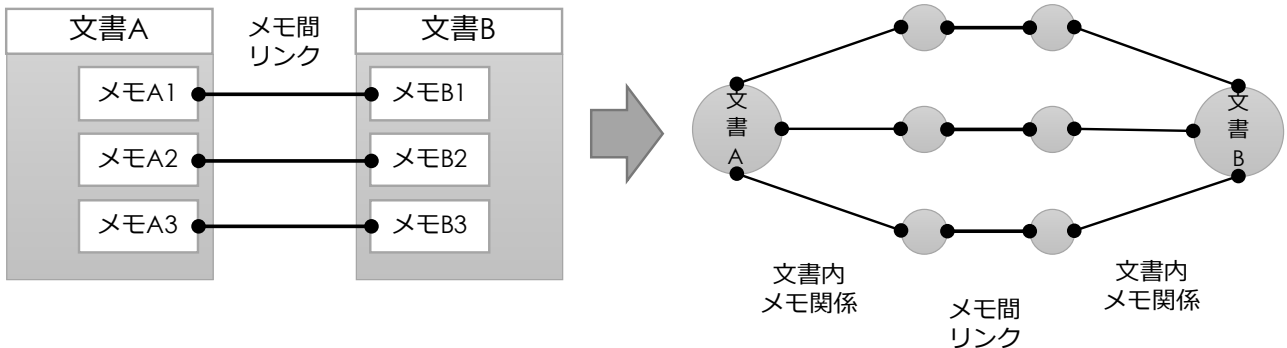 文書A
メモ間
リンク
文書B
メモA1
メモB1
メモA2
メモB2
メモA3
メモB3
文
書
A
文
書
B
文書内
メモ関係
メモ間
リンク
文書内
メモ関係